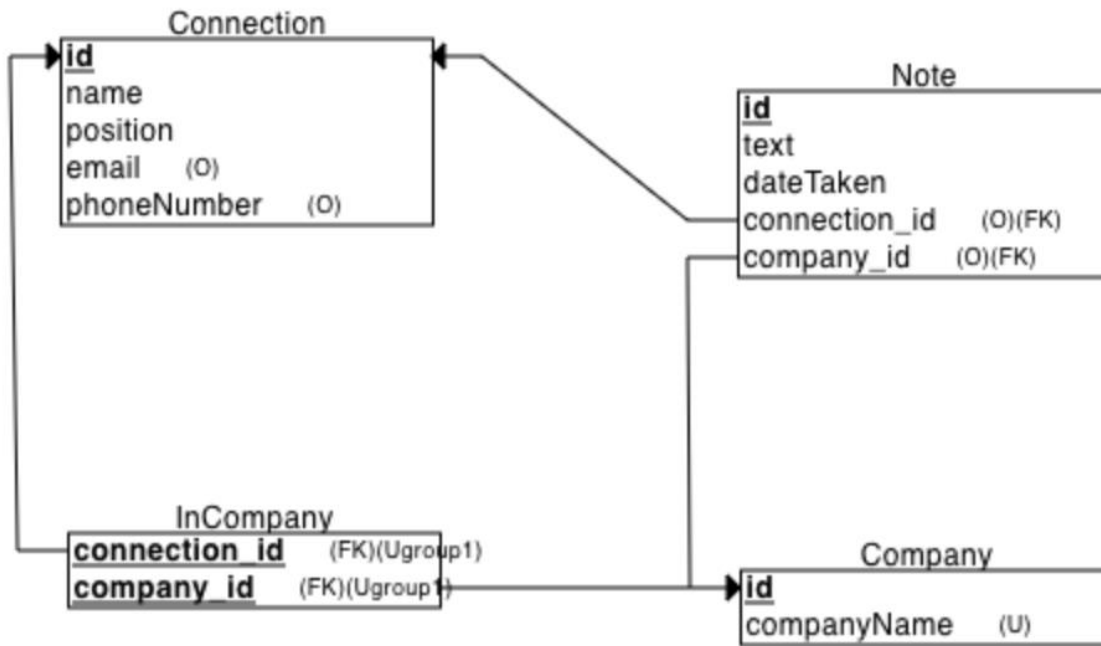 Connection
id
name
position
email (O)
phoneNumber (O)
Note
id
text
dateTaken
connection_id (O)(FK)
company_id (O)(FK)
InCompany
connection_id (FK)(Ugroup1)
company_id (FK)(Ugroup1)
Company
id
companyName (U)